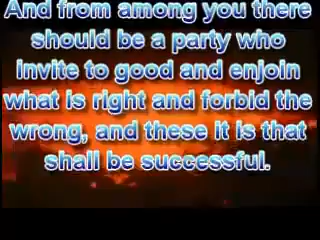 And from among you there
should be a party who
invite to good and enjoin
what is right and forbid the
wrong, and these it is that
shall be successful.